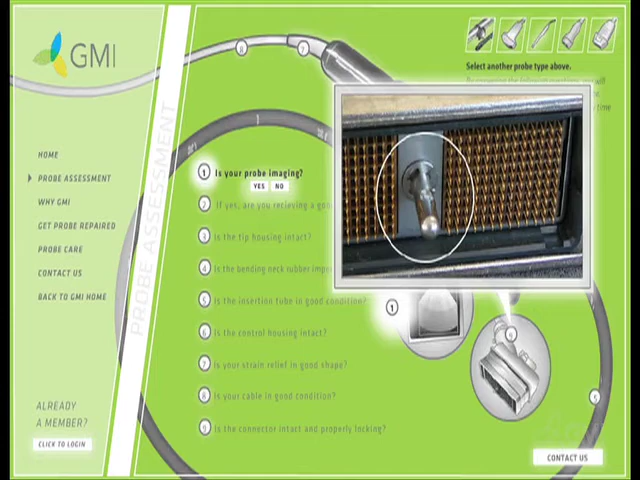 GMI
HOME
PROBE ASSESSMENT
WHY GMI
GET PROBE REPAIRED
PROBE CARE
CONTACT US
BACK TO GMI HOME
ALREADY
A MEMBER?
CLICK TO LOGIN
PROBE ASSESSMENT
8
7
Select another probe type above.
1 Is your probe imaging?
YES NO
2 If yes, are you recieving a
3 Is the tip housing intact?
4 Is the bending neck rubber
5 Is the insertion tube in good condition?
6 Is the control housing intact?
7 Is your strain relief in good shape?
8 Is your cable in good condition?
9 Is the connector intact and properly locking?
1
5
CONTACT US